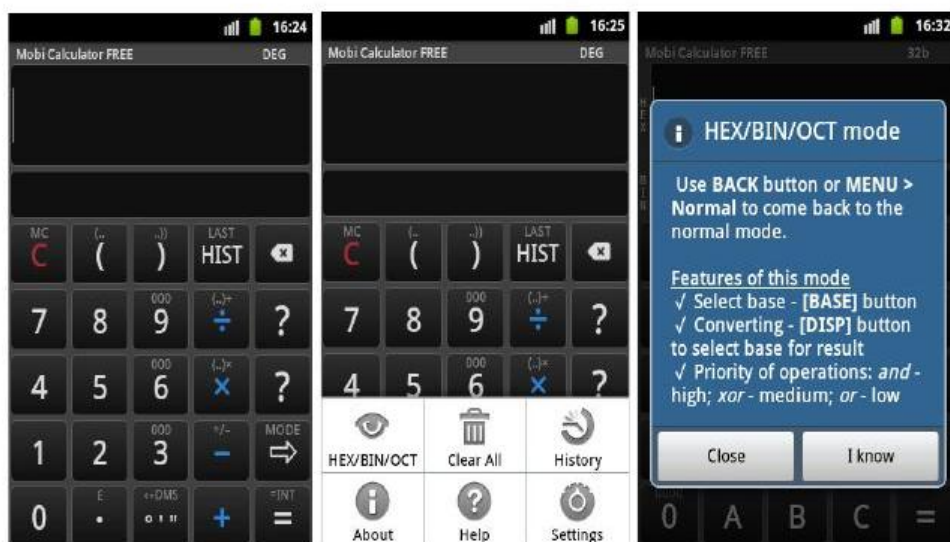 16:24
Mobi Calculator FREE DEG
MC (.. ..)) LAST
C ( ) HIST
000 (..)÷
7 8 9 ÷ ?
000 (..)×
4 5 6 × ?
000 +/- MODE
1 2 3 −
E ↔DMS =INT
0 . ° ' " + =
16:25
Mobi Calculator FREE DEG
MC (.. ..)) LAST
C ( ) HIST
000 (..)÷
7 8 9 ÷ ?
000 (..)×
4 5 6 × ?
HEX/BIN/OCT Clear All History
About Help Settings
16:32
Mobi Calculator FREE 32b
HEX
BIN
HEX/BIN/OCT mode
Use BACK button or MENU >
Normal to come back to the
normal mode.
Features of this mode
√ Select base - [BASE] button
√ Converting - [DISP] button
to select base for result
√ Priority of operations: and -
high; xor - medium; or - low
Close I know
0 A B C =